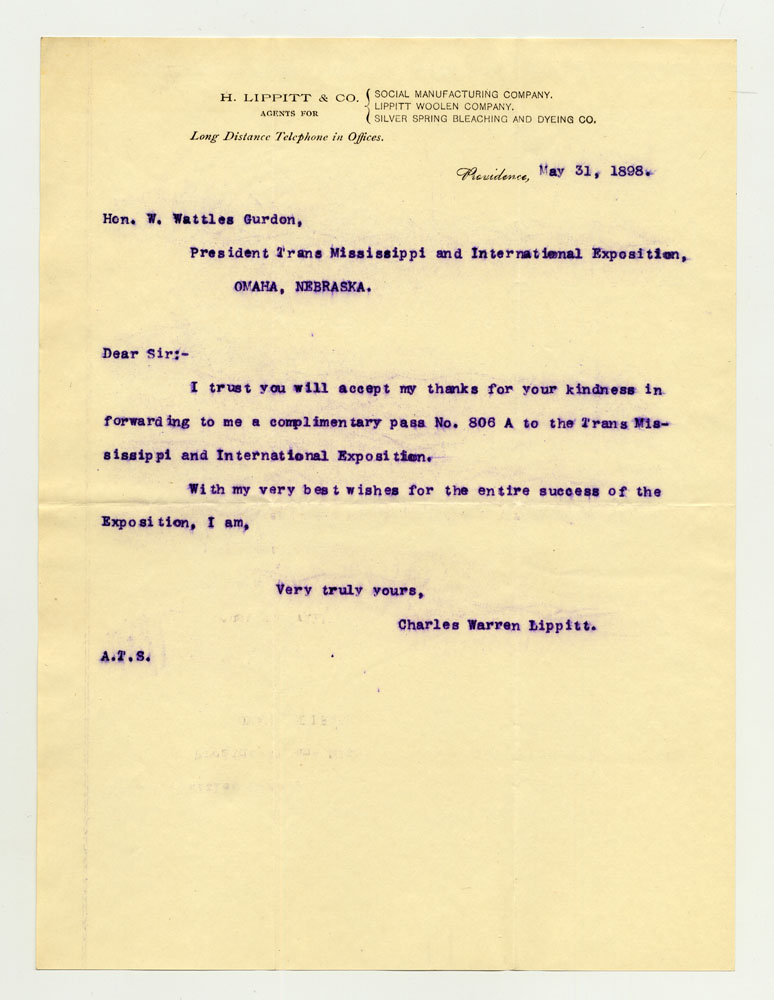 H. LIPPITT & CO.
AGENTS FOR
SOCIAL MANUFACTURING COMPANY.
LIPPITT WOOLEN COMPANY.
SILVER SPRING BLEACHING AND DYEING CO.
Long Distance Telephone in Offices.
Providence, May 31, 1898.
Hon. W. Wattles Gurdon,
President Trans Mississippi and International Exposition,
OMAHA, NEBRASKA.
Dear Sir:-
I trust you will accept my thanks for your kindness in
forwarding to me a complimentary pass No. 806 A to the Trans Mis-
sissippi and International Exposition.
With my very best wishes for the entire success of the
Exposition, I am,
Very truly yours,
Charles Warren Lippitt.
A.T.S.